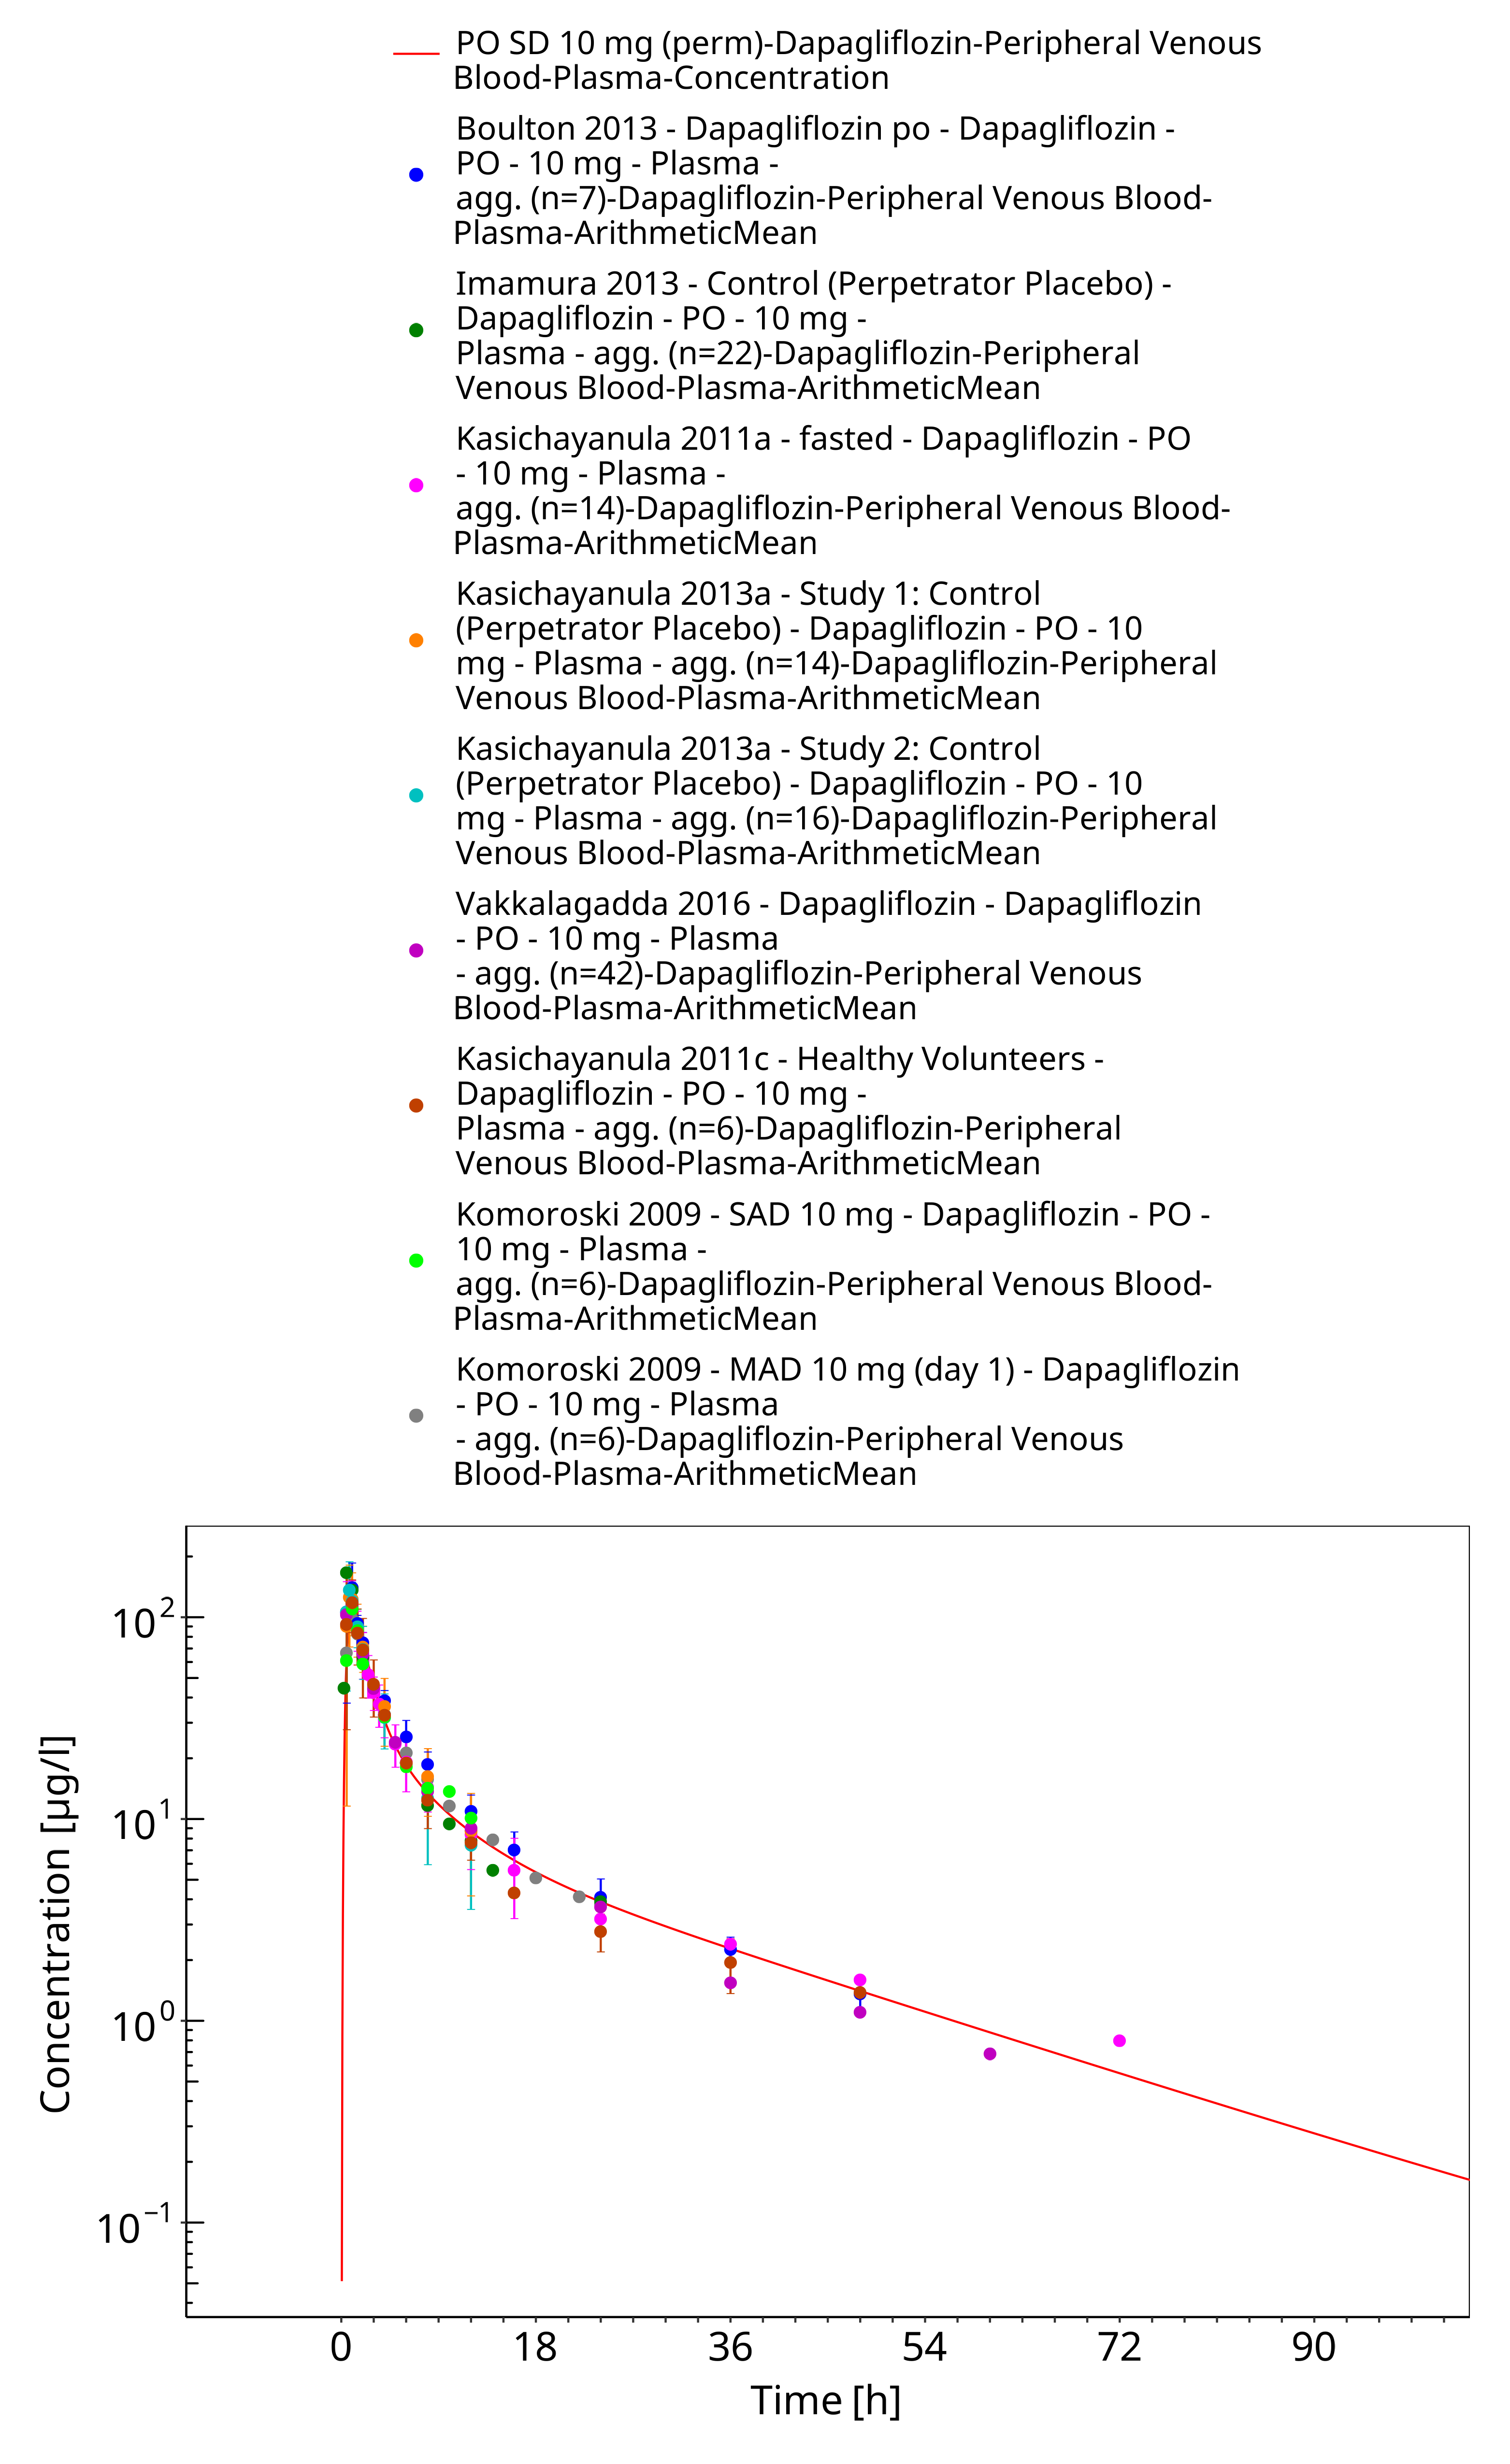 PO SD 10 mg (perm)-Dapagliflozin-Peripheral Venous
Blood-Plasma-Concentration
Boulton 2013 - Dapagliflozin po - Dapagliflozin -
PO - 10 mg - Plasma -
agg. (n=7)-Dapagliflozin-Peripheral Venous Blood-
Plasma-ArithmeticMean
Imamura 2013 - Control (Perpetrator Placebo) -
Dapagliflozin - PO - 10 mg -
Plasma - agg. (n=22)-Dapagliflozin-Peripheral
Venous Blood-Plasma-ArithmeticMean
Kasichayanula 2011a - fasted - Dapagliflozin - PO
- 10 mg - Plasma -
agg. (n=14)-Dapagliflozin-Peripheral Venous Blood-
Plasma-ArithmeticMean
Kasichayanula 2013a - Study 1: Control
(Perpetrator Placebo) - Dapagliflozin - PO - 10
mg - Plasma - agg. (n=14)-Dapagliflozin-Peripheral
Venous Blood-Plasma-ArithmeticMean
Kasichayanula 2013a - Study 2: Control
(Perpetrator Placebo) - Dapagliflozin - PO - 10
mg - Plasma - agg. (n=16)-Dapagliflozin-Peripheral
Venous Blood-Plasma-ArithmeticMean
Vakkalagadda 2016 - Dapagliflozin - Dapagliflozin
- PO - 10 mg - Plasma
- agg. (n=42)-Dapagliflozin-Peripheral Venous
Blood-Plasma-ArithmeticMean
Kasichayanula 2011c - Healthy Volunteers -
Dapagliflozin - PO - 10 mg -
Plasma - agg. (n=6)-Dapagliflozin-Peripheral
Venous Blood-Plasma-ArithmeticMean
Komoroski 2009 - SAD 10 mg - Dapagliflozin - PO -
10 mg - Plasma -
agg. (n=6)-Dapagliflozin-Peripheral Venous Blood-
Plasma-ArithmeticMean
Komoroski 2009 - MAD 10 mg (day 1) - Dapagliflozin
- PO - 10 mg - Plasma
- agg. (n=6)-Dapagliflozin-Peripheral Venous
Blood-Plasma-ArithmeticMean
Concentration [µg/l]
10²
10¹
10⁰
10⁻¹
0 18 36 54 72 90
Time [h]